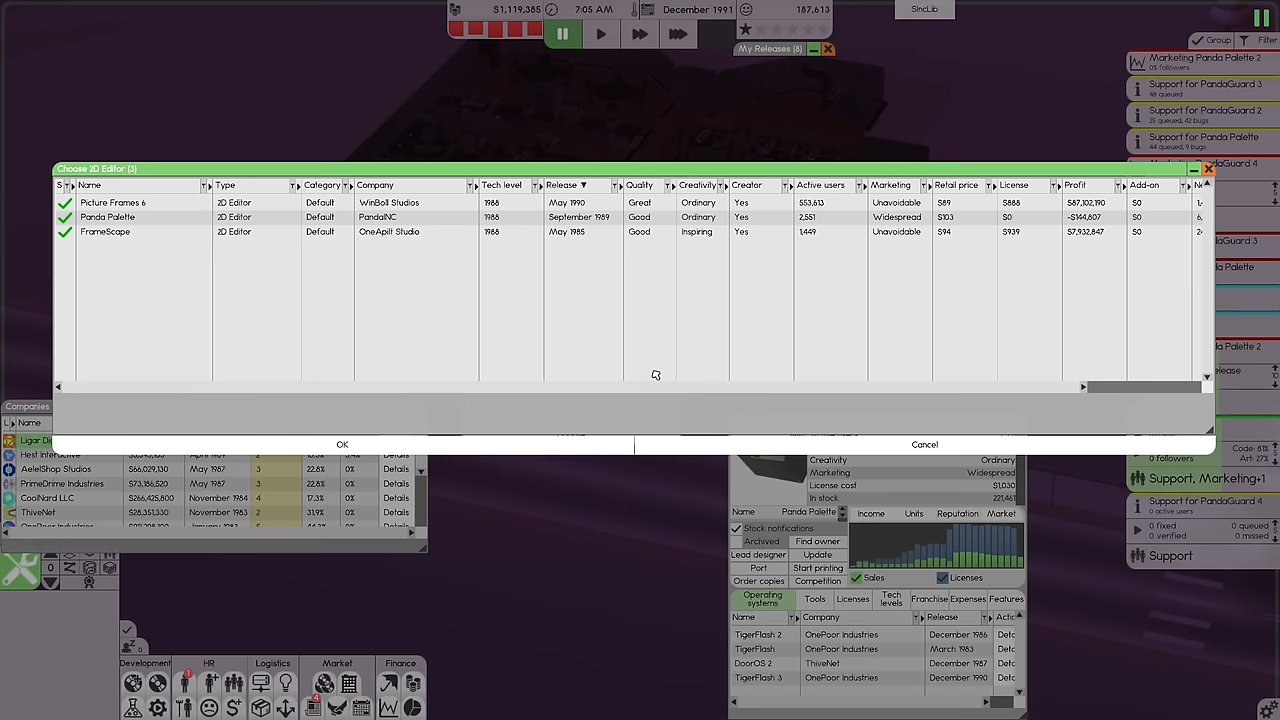 $1,119,385 7:05 AM December 1991 187,613
SIncLib
My Releases (8)
Group Filter
Marketing Panda Palette 2
0% followers
Support for PandaGuard 3
48 queued
Support for PandaGuard 2
25 queued, 42 bugs
Support for Panda Palette
44 queued, 9 bugs
Choose 2D Editor (3)
S Name Type Category Company Tech level Release ▼ Quality Creativity Creator Active users Marketing Retail price License Profit Add-on
Picture Frames 6 2D Editor Default WinBoll Studios 1988 May 1990 Great Ordinary Yes 553,613 Unavoidable $89 $888 $87,102,190 $0
Panda Palette 2D Editor Default PandaINC 1988 September 1989 Good Ordinary Yes 2,551 Widespread $103 $0 -$144,807 $0
FrameScape 2D Editor Default OneApilt Studio 1988 May 1985 Good Inspiring Yes 1,449 Unavoidable $94 $939 $7,932,847 $0
OK Cancel
Companies
L Name
Ligar Di
AelelShop Studios $66,029,130 May 1987 3 22.8% 0% Details
PrimeDrine Industries $73,186,520 May 1987 3 22.8% 0% Details
CoolNard LLC $266,425,800 November 1984 4 17.3% 0% Details
ThiveNet $28,351,330 November 1983 2 31.9% 0% Details
Creativity Ordinary
Marketing Widespread
License cost $1,030
In stock 221,461
Name Panda Palette Income Units Reputation Market
Stock notifications
Archived Find owner
Lead designer Update
Port Start printing
Order copies Competition
Sales Licenses
Operating systems Tools Licenses Tech levels Franchise Expenses Features
Name Company Release
TigerFlash 2 OnePoor Industries December 1986
TigerFlash OnePoor Industries March 1983
DoorOS 2 ThiveNet December 1987
TigerFlash 3 OnePoor Industries December 1990
0 followers
Code: 81%
Art: 27%
Support, Marketing+1
Support for PandaGuard 4
0 active users
0 fixed 0 queued
0 verified 0 missed
Support
Development HR Logistics Market Finance